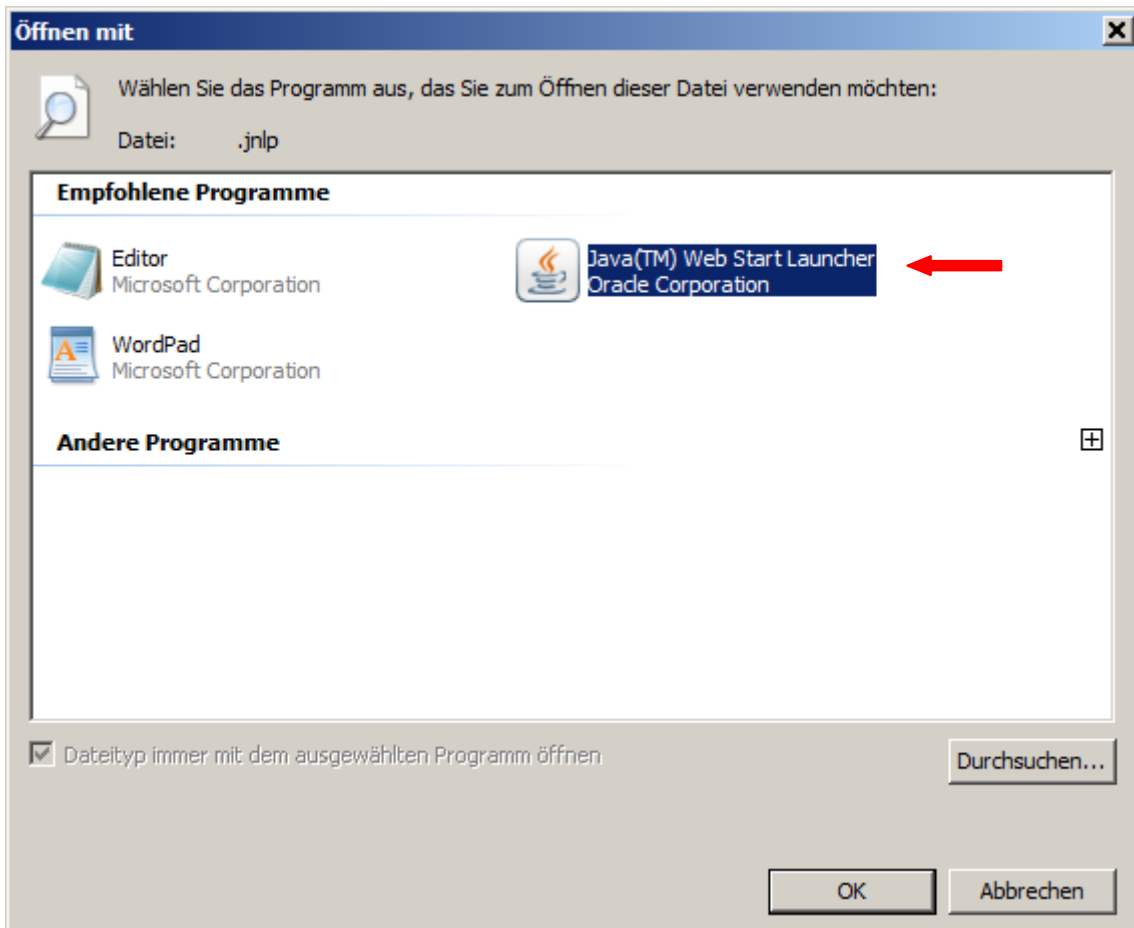 Öffnen mit
Wählen Sie das Programm aus, das Sie zum Öffnen dieser Datei verwenden möchten:
Datei: .jnlp
Empfohlene Programme
Editor
Microsoft Corporation
Java(TM) Web Start Launcher
Oracle Corporation
WordPad
Microsoft Corporation
Andere Programme
Dateityp immer mit dem ausgewählten Programm öffnen
Durchsuchen...
OK
Abbrechen